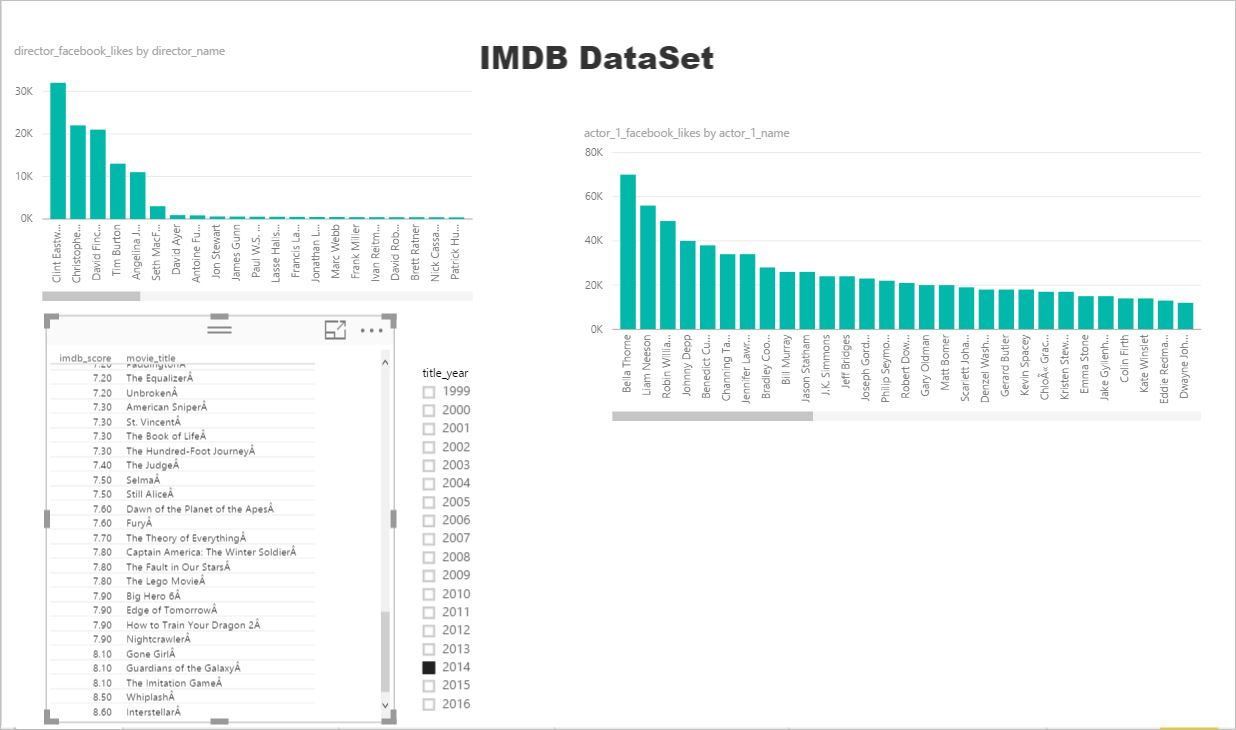 IMDB DataSet
director_facebook_likes by director_name
30K
20K
10K
0K
Clint Eastw...
Christophe...
David Finc...
Tim Burton
Angelina J...
Seth MacF...
David Ayer
Antoine Fu...
Jon Stewart
James Gunn
Paul W.S. ...
Lasse Halls...
Francis La...
Jonathan L...
Marc Webb
Frank Miller
Ivan Reitm...
David Rob...
Brett Ratner
Nick Cassa...
Patrick Hu...
actor_1_facebook_likes by actor_1_name
80K
60K
40K
20K
0K
Bella Thorne
Liam Neeson
Robin Willia...
Johnny Depp
Benedict Cu...
Channing Ta...
Jennifer Lawr...
Bradley Coo...
Bill Murray
Jason Statham
J.K. Simmons
Jeff Bridges
Joseph Gord...
Philip Seymo...
Robert Dow...
Gary Oldman
Matt Bomer
Scarlett Joha...
Denzel Wash...
Gerard Butler
Kevin Spacey
ChloÃ« Grac...
Kristen Stew...
Emma Stone
Jake Gyllenh...
Colin Firth
Kate Winslet
Eddie Redma...
Dwayne Joh...
imdb_score movie_title
7.20 PaddingtonÂ
7.20 The EqualizerÂ
7.20 UnbrokenÂ
7.30 American SniperÂ
7.30 St. VincentÂ
7.30 The Book of LifeÂ
7.30 The Hundred-Foot JourneyÂ
7.40 The JudgeÂ
7.50 SelmaÂ
7.50 Still AliceÂ
7.60 Dawn of the Planet of the ApesÂ
7.60 FuryÂ
7.70 The Theory of EverythingÂ
7.80 Captain America: The Winter SoldierÂ
7.80 The Fault in Our StarsÂ
7.80 The Lego MovieÂ
7.90 Big Hero 6Â
7.90 Edge of TomorrowÂ
7.90 How to Train Your Dragon 2Â
7.90 NightcrawlerÂ
8.10 Gone GirlÂ
8.10 Guardians of the GalaxyÂ
8.10 The Imitation GameÂ
8.50 WhiplashÂ
8.60 InterstellarÂ
title_year
1999
2000
2001
2002
2003
2004
2005
2006
2007
2008
2009
2010
2011
2012
2013
2014
2015
2016